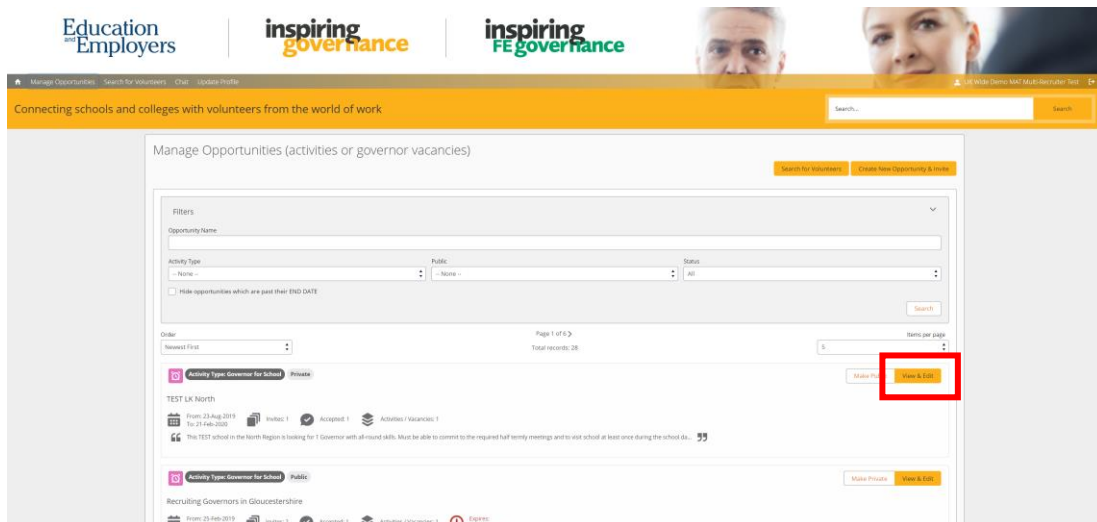 Education
and Employers
inspiring
governance
inspiring
FE governance
Manage Opportunities Search for Volunteers Chat Update Profile
UK Wide Demo MAT Multi-Recruiter Test
Connecting schools and colleges with volunteers from the world of work
Search...
Search
Manage Opportunities (activities or governor vacancies)
Search for Volunteers Create New Opportunity & Invite
Filters
Opportunity Name
Activity Type Public Status
-- None -- -- None -- All
Hide opportunities which are past their END DATE
Search
Order Page 1 of 6 Items per page
Newest First Total records: 28 5
Activity Type: Governor for School Private Make Public View & Edit
TEST LK North
From: 23-Aug-2019 Invites: 1 Accepted: 1 Activities / Vacancies: 1
To: 21-Feb-2020
This TEST school in the North Region is looking for 1 Governor with all-round skills. Must be able to commit to the required half termly meetings and to visit school at least once during the school da...
Activity Type: Governor for School Public Make Private View & Edit
Recruiting Governors in Gloucestershire
From: 25-Feb-2019 Invites: 2 Accepted: 1 Activities / Vacancies: 1 Expires: